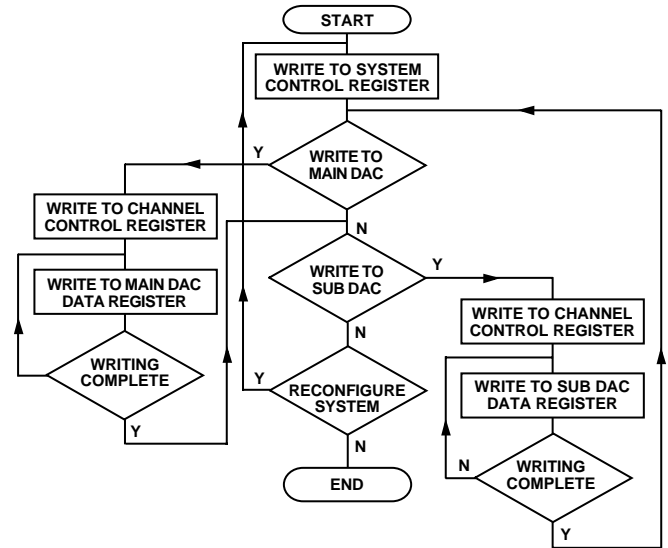 START
WRITE TO SYSTEM
CONTROL REGISTER
Y
WRITE TO
MAIN DAC
N
WRITE TO CHANNEL
CONTROL REGISTER
WRITE TO MAIN DAC
DATA REGISTER
WRITING
COMPLETE
Y
WRITE TO
SUB DAC
Y
N
WRITE TO CHANNEL
CONTROL REGISTER
WRITE TO SUB DAC
DATA REGISTER
N
WRITING
COMPLETE
Y
Y
RECONFIGURE
SYSTEM
N
END